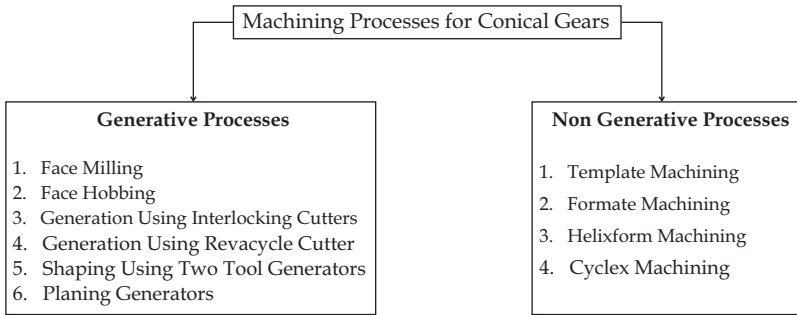 Machining Processes for Conical Gears
Generative Processes
1. Face Milling
2. Face Hobbing
3. Generation Using Interlocking Cutters
4. Generation Using Revacycle Cutter
5. Shaping Using Two Tool Generators
6. Planing Generators
Non Generative Processes
1. Template Machining
2. Formate Machining
3. Helixform Machining
4. Cyclex Machining